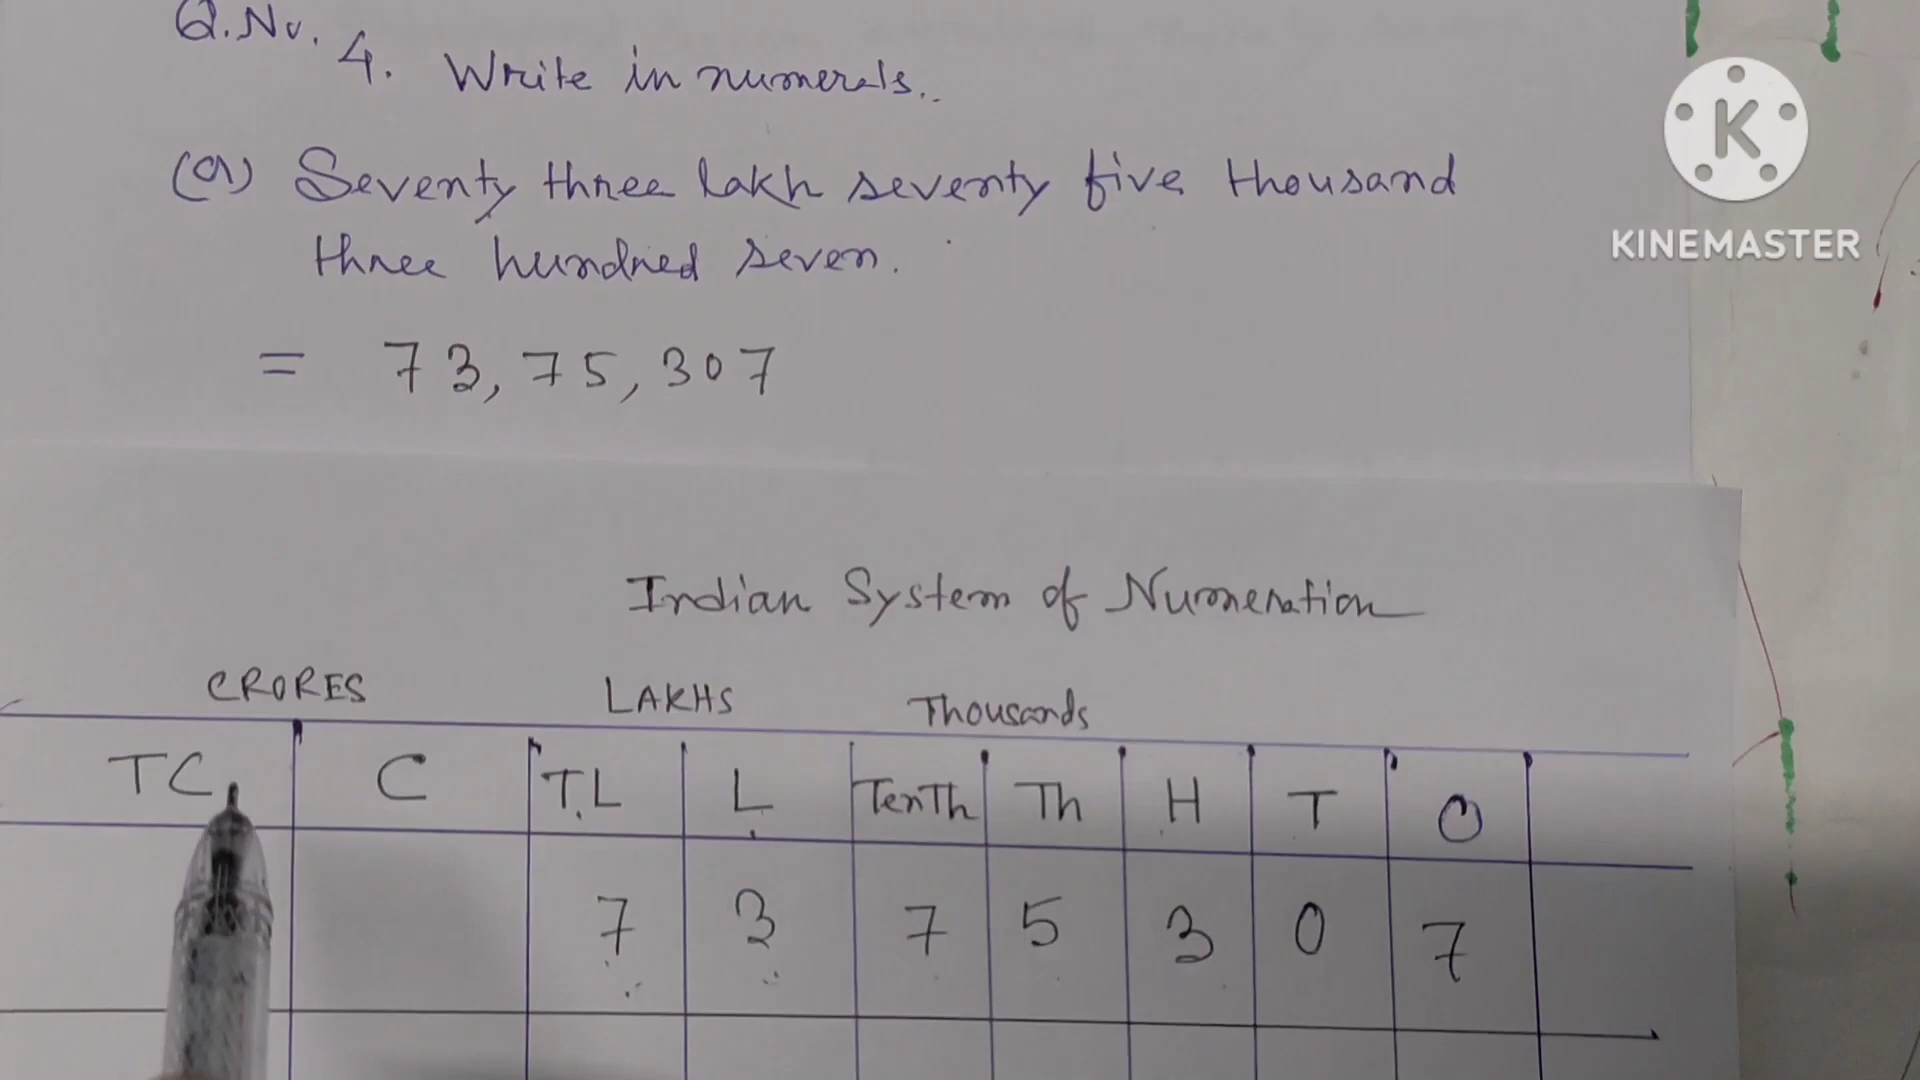 Q.No. 4. Write in numerals.
(a) Seventy three lakh seventy five thousand
three hundred seven.
= 73,75,307
K
KINEMASTER
Indian System of Numeration
CRORES LAKHS Thousands
TC C T.L L TenTh Th H T O
7 3 7 5 3 0 7